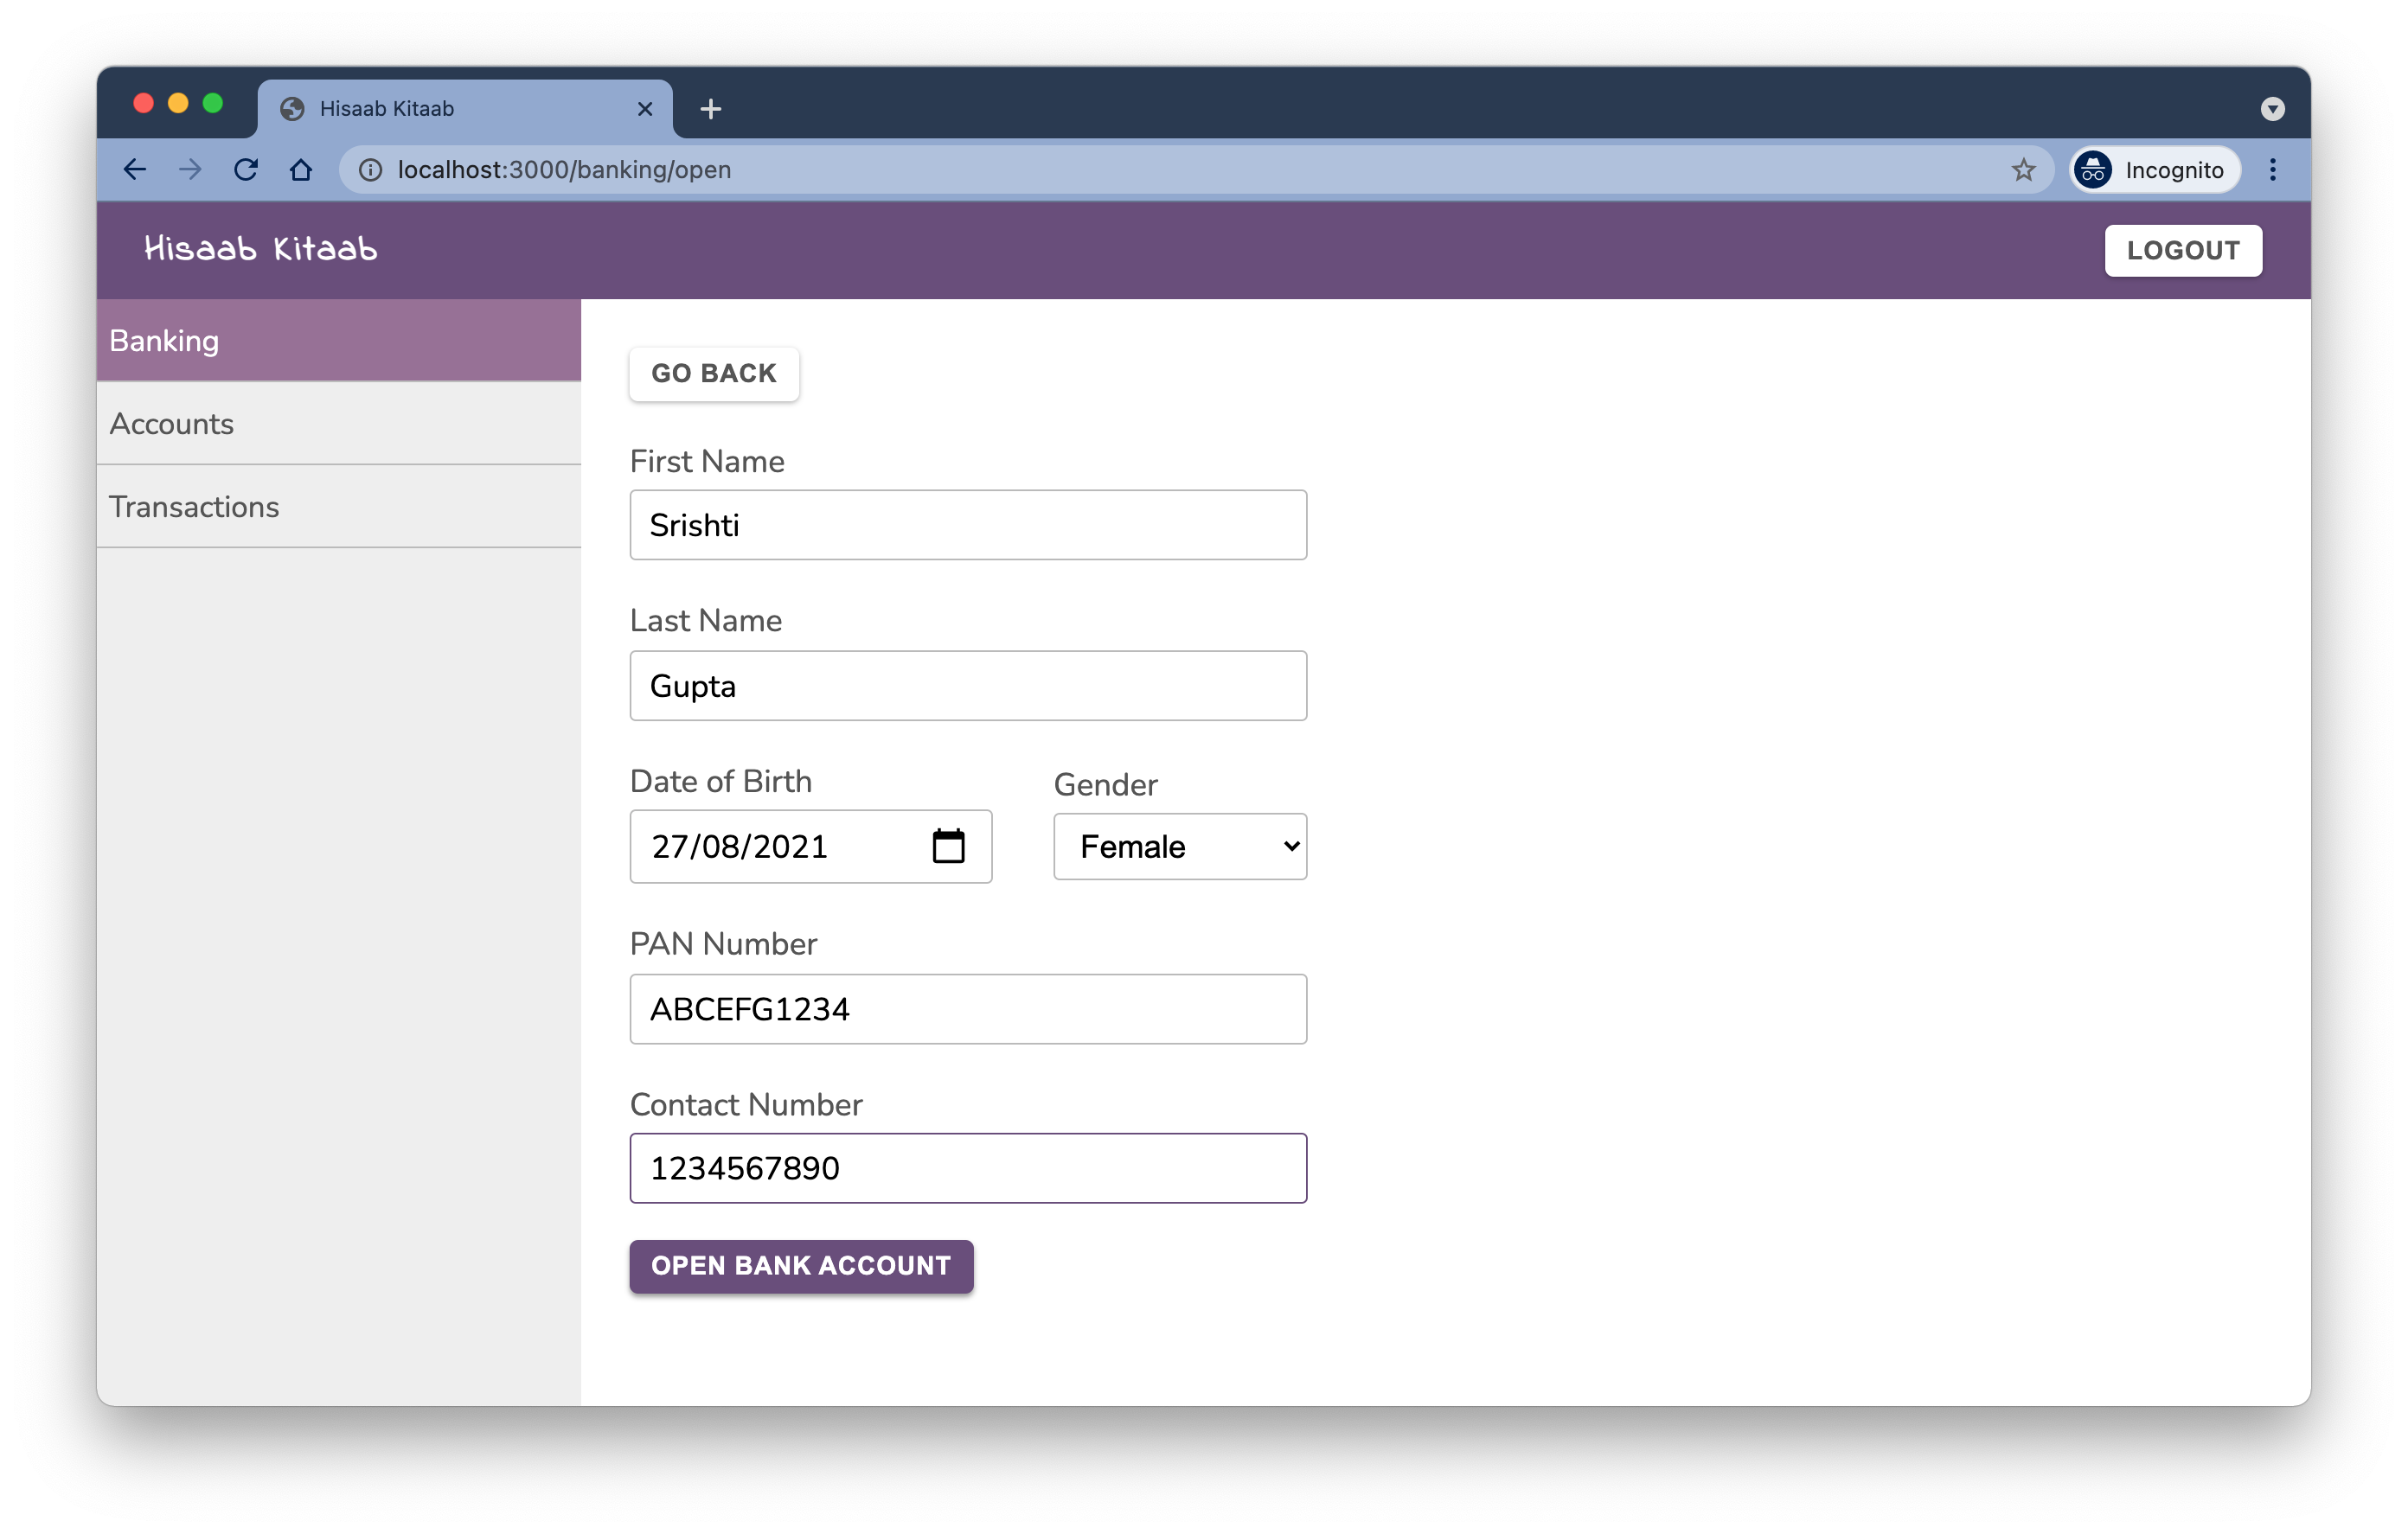 Hisaab Kitaab
localhost:3000/banking/open
Incognito
Hisaab Kitaab
LOGOUT
Banking
Accounts
Transactions
GO BACK
First Name
Srishti
Last Name
Gupta
Date of Birth
Gender
27/08/2021
Female
PAN Number
ABCEFG1234
Contact Number
1234567890
OPEN BANK ACCOUNT